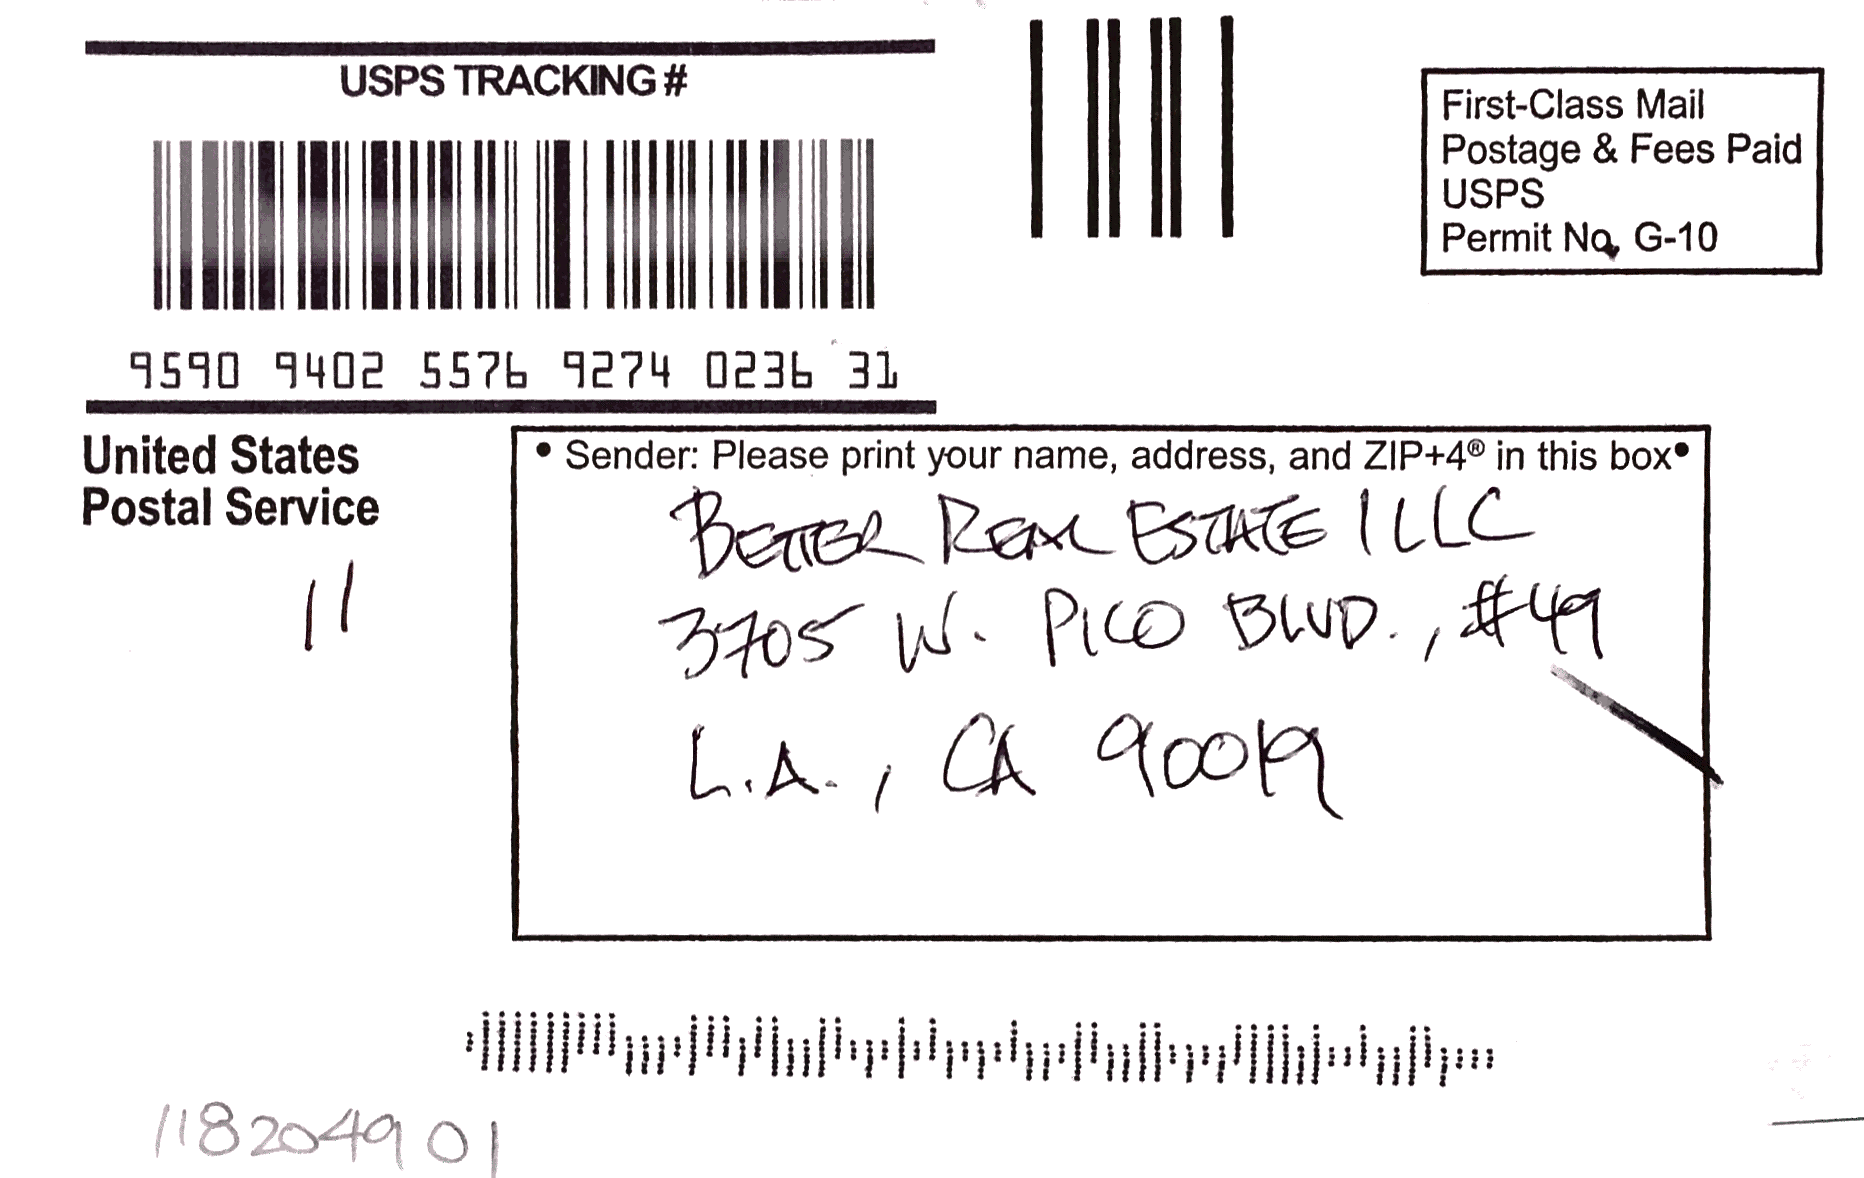 USPS TRACKING #
9590 9402 5576 9274 0236 31
First-Class Mail
Postage & Fees Paid
USPS
Permit No. G-10
United States
Postal Service
11
• Sender: Please print your name, address, and ZIP+4® in this box•
BETTER REAL ESTATE 1 LLC
3705 W. PICO BLVD., #49
L.A., CA 90019
118204901